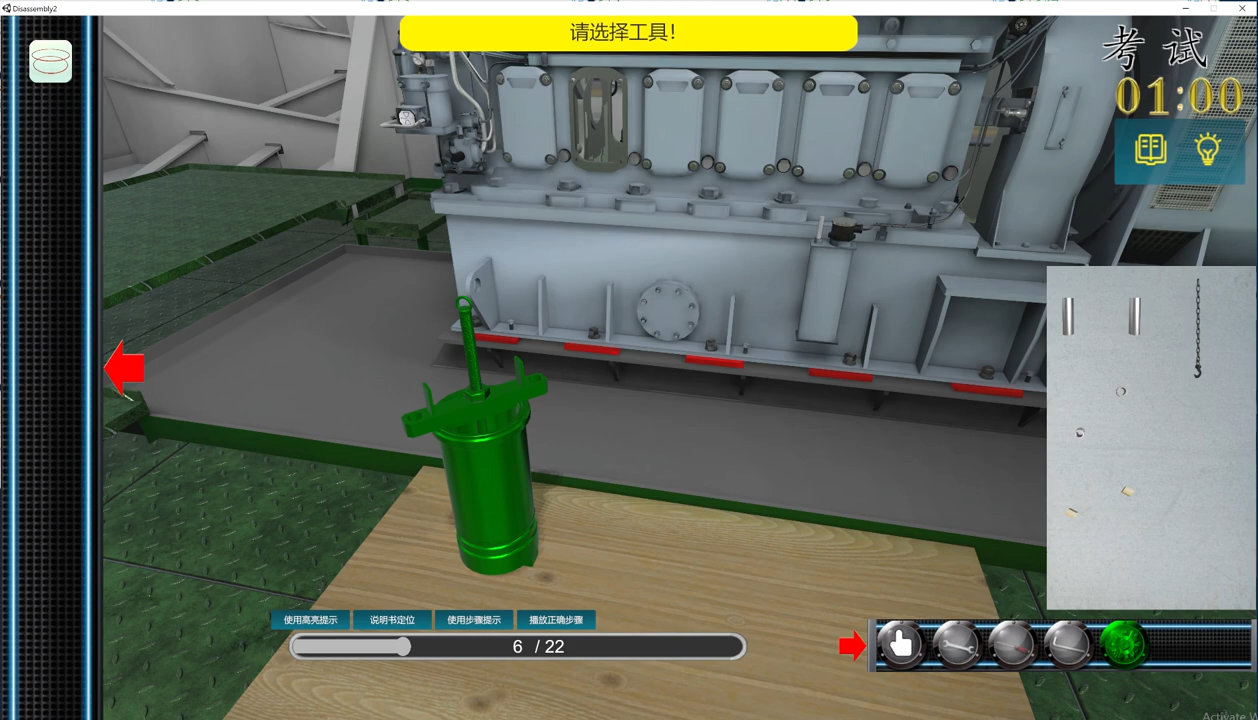 Disassembly2
请选择工具!
考试
01:00
使用高亮提示
说明书定位
使用步骤提示
播放正确步骤
6 / 22
Activate W